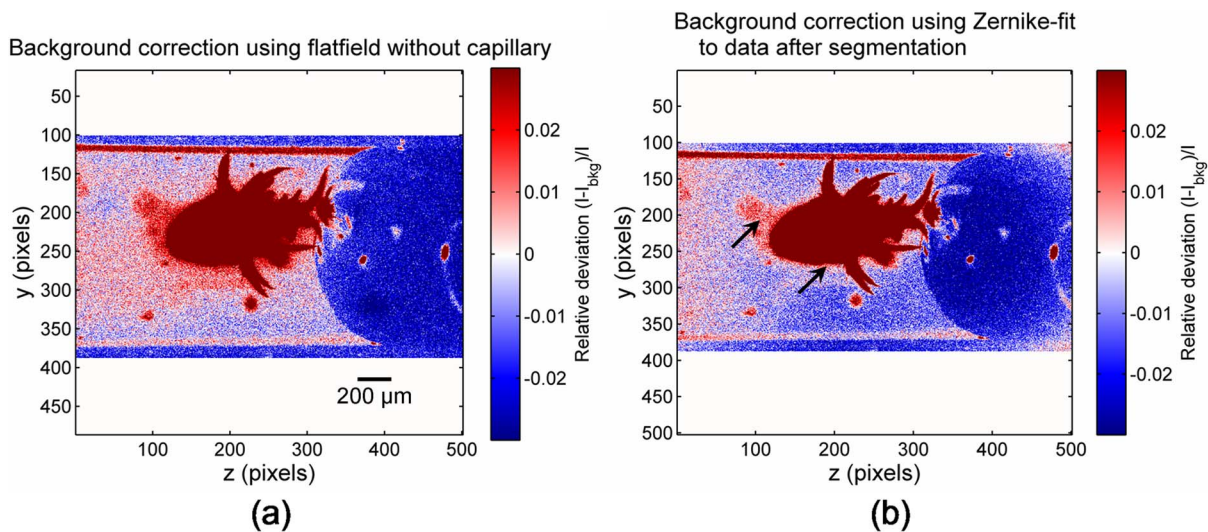 Background correction using flatfield without capillary
50
100
150
200
250
300
350
400
450
y (pixels)
100 200 300 400 500
z (pixels)
200 µm
0.02
0.01
0
-0.01
-0.02
Relative deviation (I-I_bkg)/I
(a)
Background correction using Zernike-fit
to data after segmentation
50
100
150
200
250
300
350
400
450
500
y (pixels)
100 200 300 400 500
z (pixels)
0.02
0.01
0
-0.01
-0.02
Relative deviation (I-I_bkg)/I
(b)